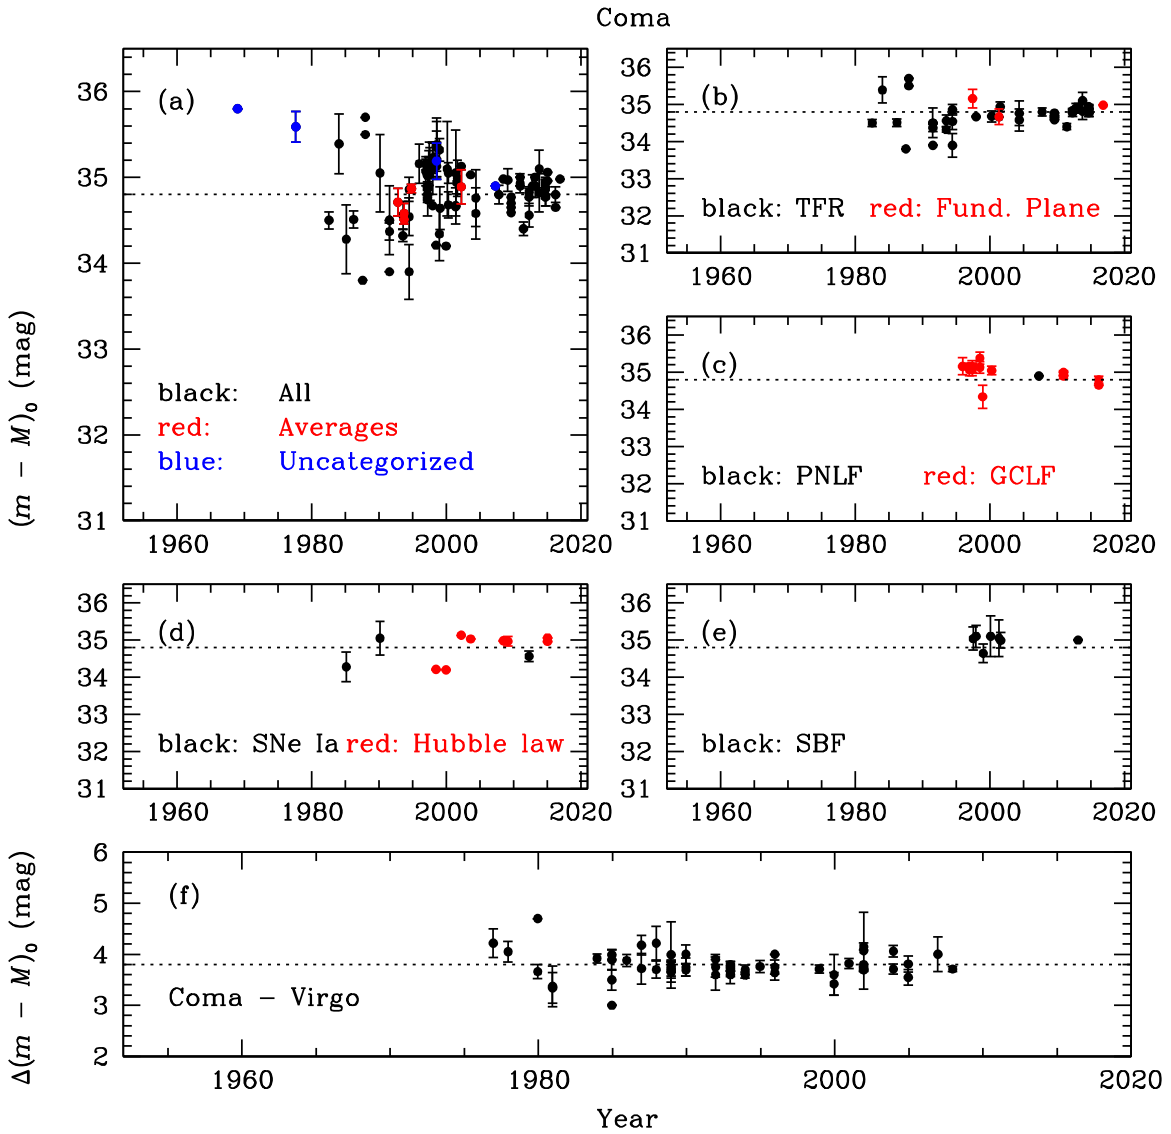 Coma
(a)
36
35
34
33
32
31
black: All
red: Averages
blue: Uncategorized
1960 1980 2000 2020
(m − M)0 (mag)
(b)
36
35
34
33
32
31
black: TFR red: Fund. Plane
1960 1980 2000 2020
(c)
36
35
34
33
32
31
black: PNLF red: GCLF
1960 1980 2000 2020
(d)
36
35
34
33
32
31
black: SNe Ia red: Hubble law
1960 1980 2000 2020
(e)
36
35
34
33
32
31
black: SBF
1960 1980 2000 2020
(f)
6
5
4
3
2
Coma − Virgo
1960 1980 2000 2020
Δ(m − M)0 (mag)
Year